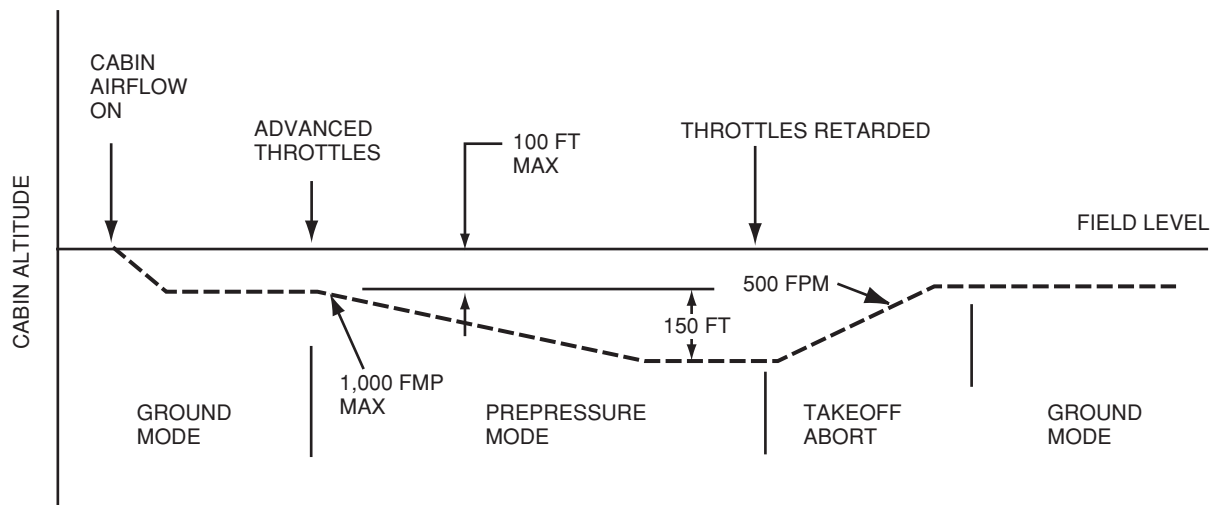 CABIN
AIRFLOW
ON
ADVANCED
THROTTLES
100 FT
MAX
THROTTLES RETARDED
FIELD LEVEL
CABIN ALTITUDE
500 FPM
150 FT
1,000 FMP
MAX
GROUND
MODE
PREPRESSURE
MODE
TAKEOFF
ABORT
GROUND
MODE